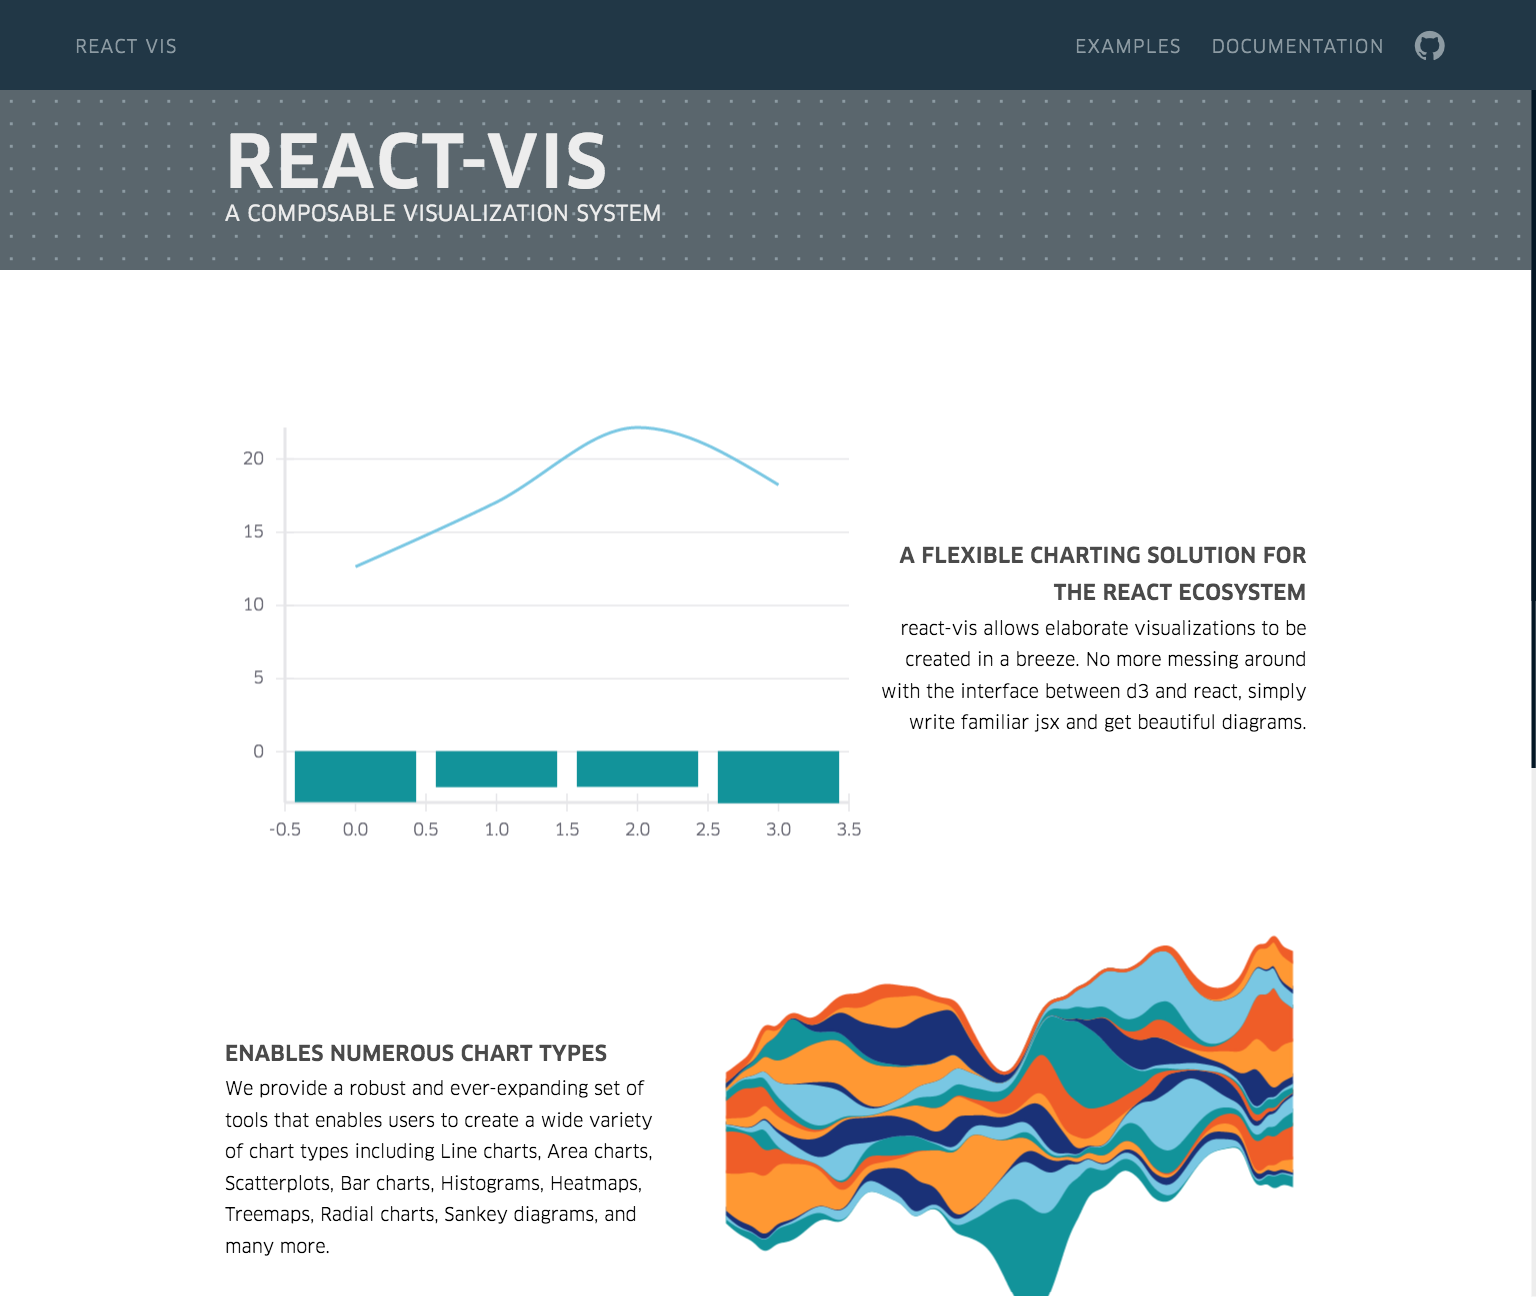 REACT VIS
EXAMPLES DOCUMENTATION
REACT-VIS
A COMPOSABLE VISUALIZATION SYSTEM
20
15
10
5
0
-0.5 0.0 0.5 1.0 1.5 2.0 2.5 3.0 3.5
A FLEXIBLE CHARTING SOLUTION FOR
THE REACT ECOSYSTEM
react-vis allows elaborate visualizations to be
created in a breeze. No more messing around
with the interface between d3 and react, simply
write familiar jsx and get beautiful diagrams.
ENABLES NUMEROUS CHART TYPES
We provide a robust and ever-expanding set of
tools that enables users to create a wide variety
of chart types including Line charts, Area charts,
Scatterplots, Bar charts, Histograms, Heatmaps,
Treemaps, Radial charts, Sankey diagrams, and
many more.